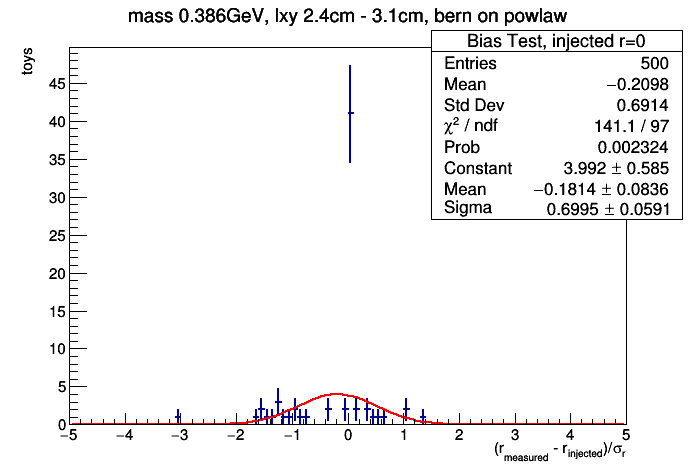 mass 0.386GeV, lxy 2.4cm - 3.1cm, bern on powlaw
toys
Bias Test, injected r=0
Entries 500
Mean −0.2098
Std Dev 0.6914
χ² / ndf 141.1 / 97
Prob 0.002324
Constant 3.992 ± 0.585
Mean −0.1814 ± 0.0836
Sigma 0.6995 ± 0.0591
45
40
35
30
25
20
15
10
5
0
−5 −4 −3 −2 −1 0 1 2 3 4 5
(r_measured - r_injected)/σ_r